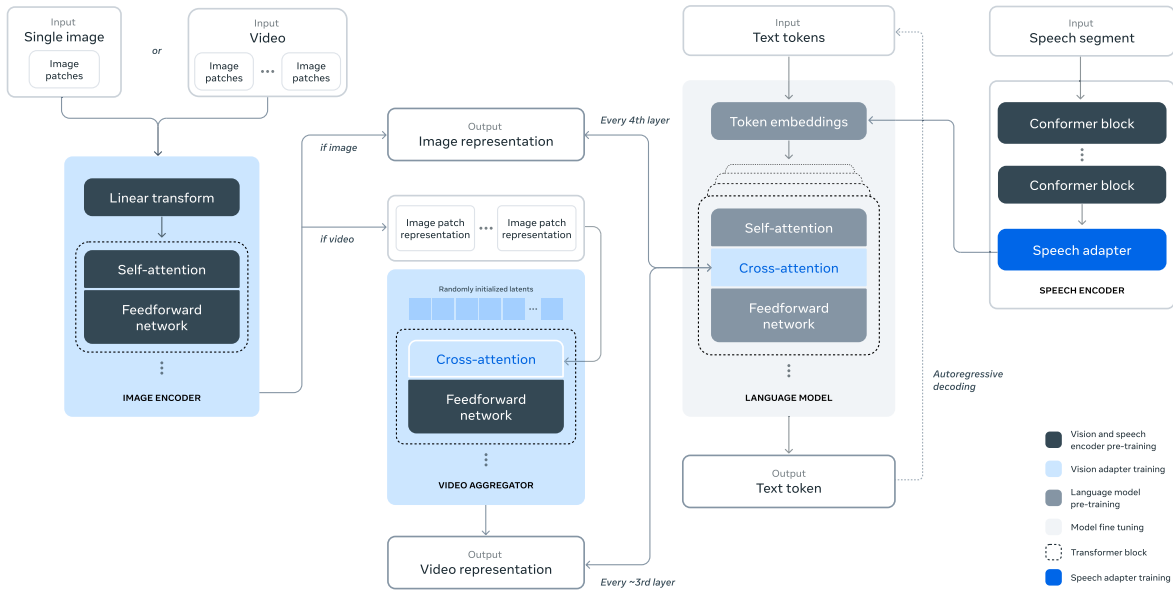 Input
Single image
Image
patches
or
Input
Video
Image
patches
...
Image
patches
Linear transform
Self-attention
Feedforward
network
IMAGE ENCODER
if image
if video
Output
Image representation
Image patch
representation
...
Image patch
representation
Randomly initialized latents
...
Cross-attention
Feedforward
network
VIDEO AGGREGATOR
Output
Video representation
Every 4th layer
Every ~3rd layer
Input
Text tokens
Token embeddings
Self-attention
Cross-attention
Feedforward
network
LANGUAGE MODEL
Output
Text token
Autoregressive
decoding
Input
Speech segment
Conformer block
Conformer block
Speech adapter
SPEECH ENCODER
Vision and speech
encoder pre-training
Vision adapter training
Language model
pre-training
Model fine tuning
Transformer block
Speech adapter training